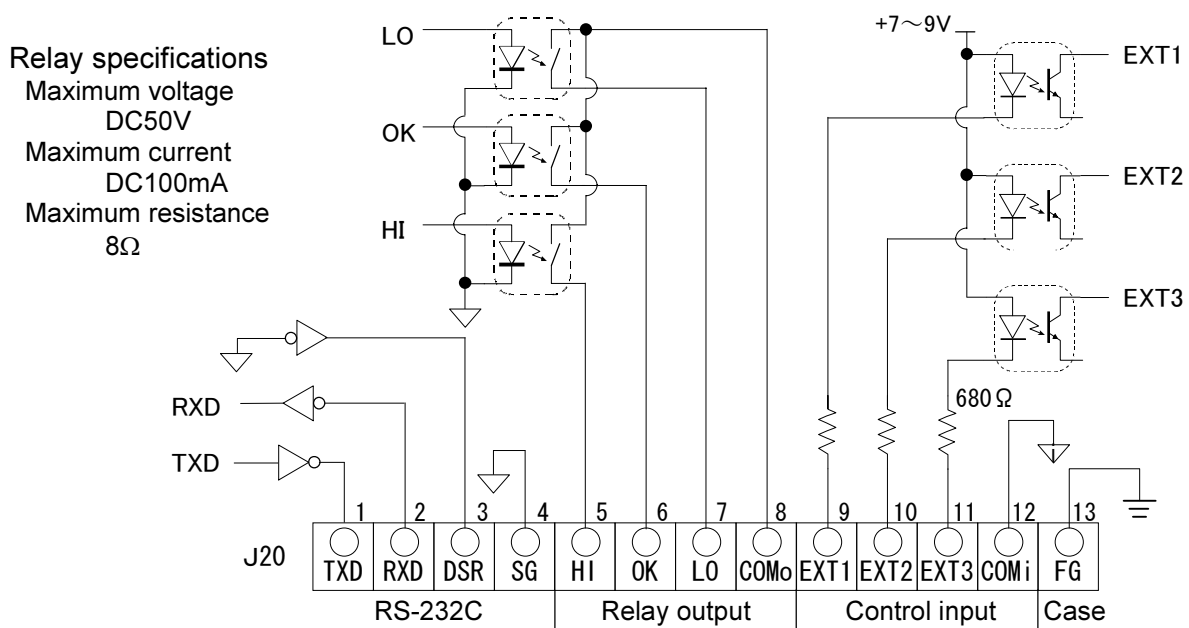 Relay specifications
Maximum voltage
DC50V
Maximum current
DC100mA
Maximum resistance
8Ω
LO
OK
HI
+7～9V
EXT1
EXT2
EXT3
680Ω
RXD
TXD
i
1 2 3 4 5 6 7 8 9 10 11 12 13
J20
TXD RXD DSR SG HI OK LO COMo EXT1 EXT2 EXT3 COMi FG
RS-232C Relay output Control input Case